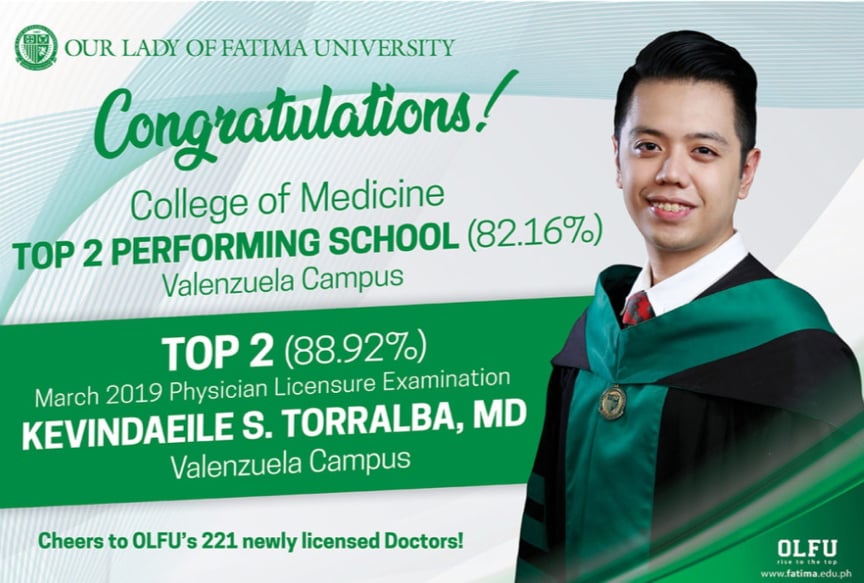 OUR LADY OF FATIMA UNIVERSITY
Congratulations!
College of Medicine
TOP 2 PERFORMING SCHOOL (82.16%)
Valenzuela Campus
TOP 2 (88.92%)
March 2019 Physician Licensure Examination
KEVINDAEILE S. TORRALBA, MD
Valenzuela Campus
Cheers to OLFU's 221 newly licensed Doctors!
OLFU
rise to the top
www.fatima.edu.ph